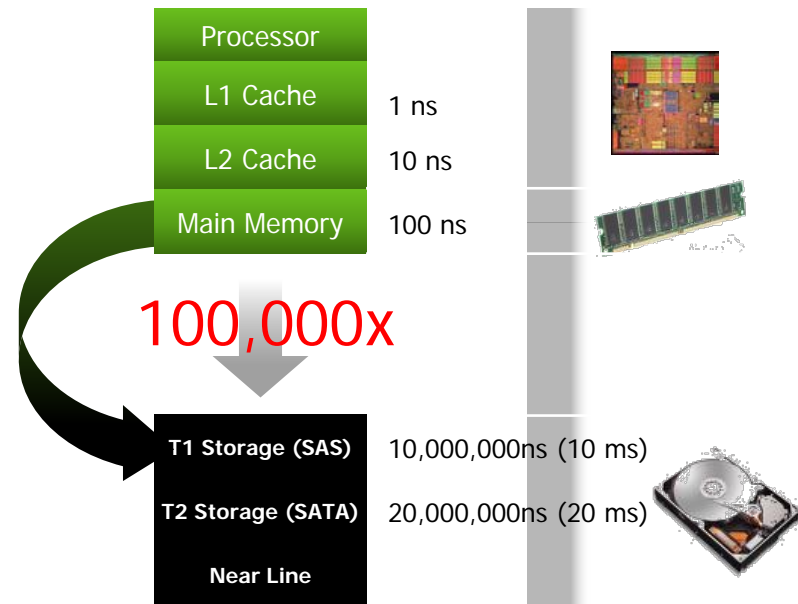 Processor
L1 Cache
1 ns
L2 Cache
10 ns
Main Memory
100 ns
100,000x
T1 Storage (SAS)
10,000,000ns (10 ms)
T2 Storage (SATA)
20,000,000ns (20 ms)
Near Line